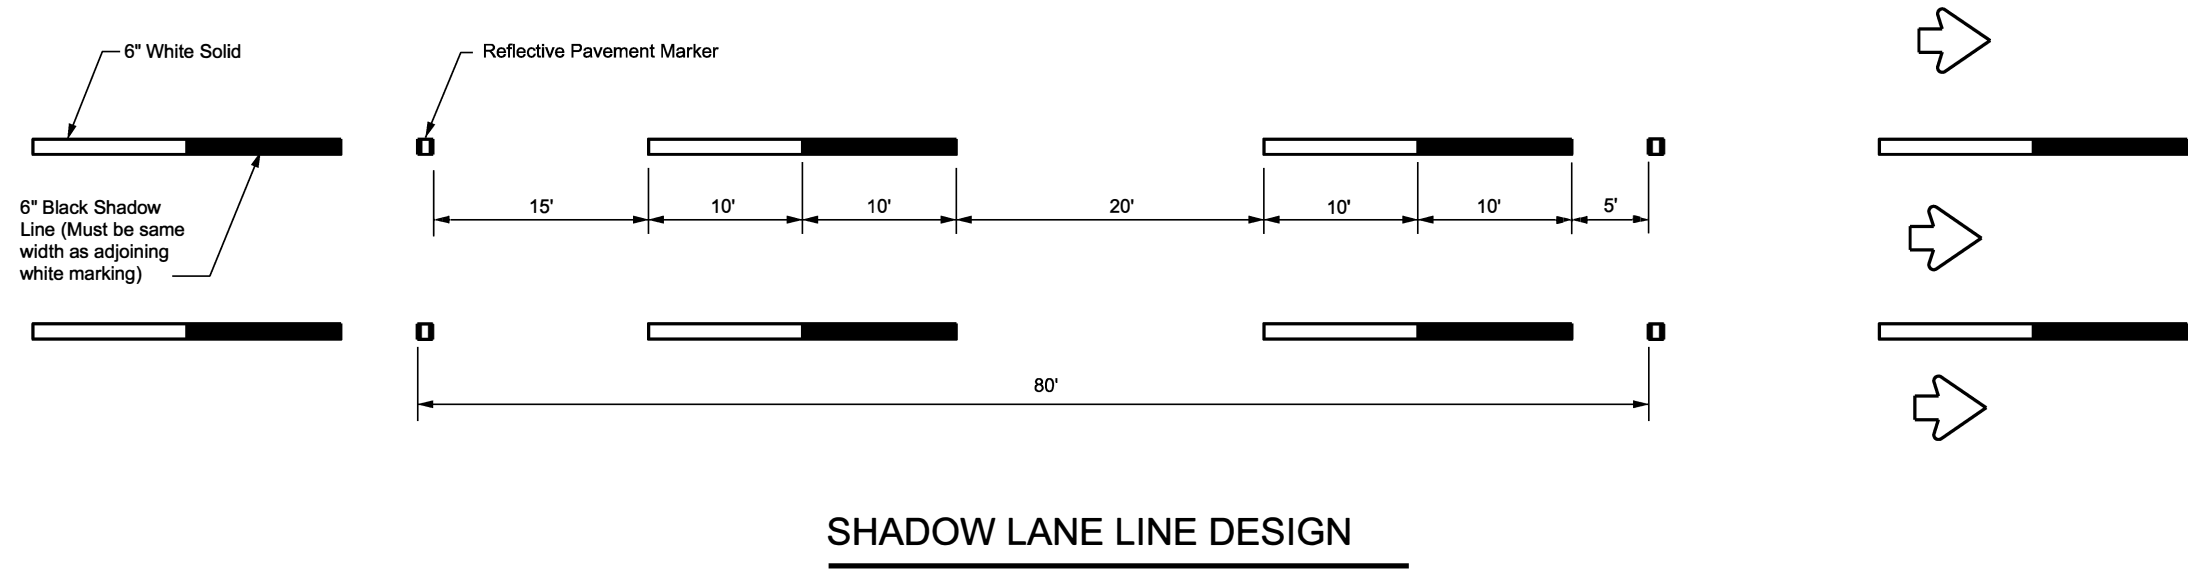 6" White Solid
Reflective Pavement Marker
6" Black Shadow
Line (Must be same
width as adjoining
white marking)
15' 10' 10' 20' 10' 10' 5'
80'
SHADOW LANE LINE DESIGN